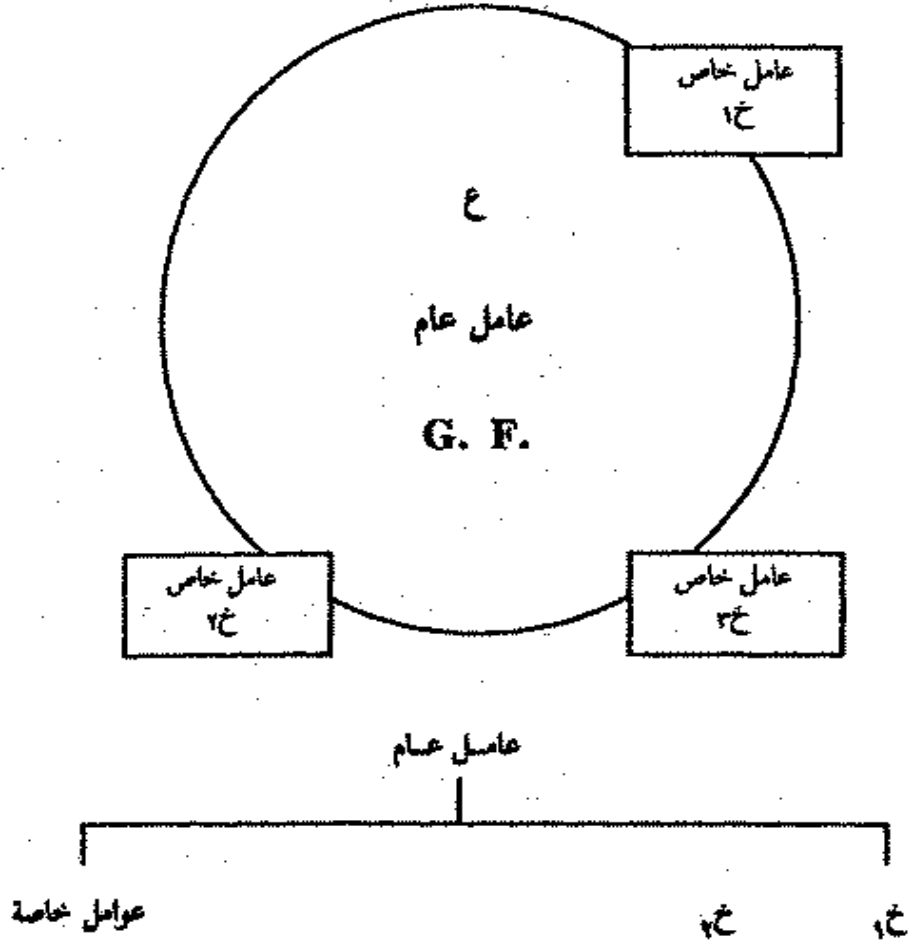 عامل خاص
خ١
ع
عامل عام
G. F.
عامل خاص
خ٣
عامل خاص
خ٢
عامل عام
خ١ خ٢ عوامل خاصة